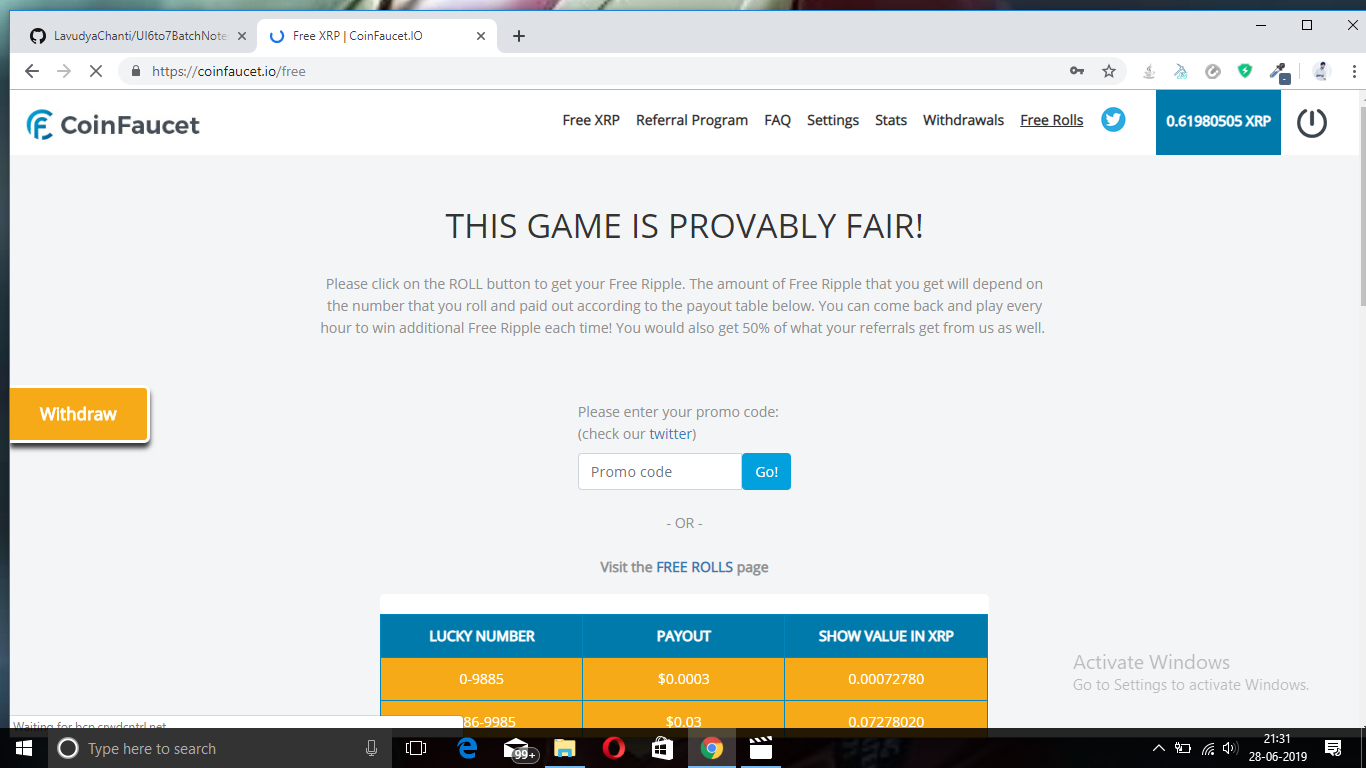 LavudyaChanti/UI6to7BatchNote
Free XRP | CoinFaucet.IO
https://coinfaucet.io/free
CoinFaucet
Free XRP
Referral Program
FAQ
Settings
Stats
Withdrawals
Free Rolls
0.61980505 XRP
THIS GAME IS PROVABLY FAIR!
Please click on the ROLL button to get your Free Ripple. The amount of Free Ripple that you get will depend on
the number that you roll and paid out according to the payout table below. You can come back and play every
hour to win additional Free Ripple each time! You would also get 50% of what your referrals get from us as well.
Withdraw
Please enter your promo code:
(check our twitter)
Promo code
Go!
- OR -
Visit the FREE ROLLS page
LUCKY NUMBER
PAYOUT
SHOW VALUE IN XRP
0-9885
$0.0003
0.00072780
86-9985
$0.03
0.07278020
Activate Windows
Go to Settings to activate Windows.
Waiting for bcp.crwdcntrl.net
Type here to search
99+
21:31
28-06-2019